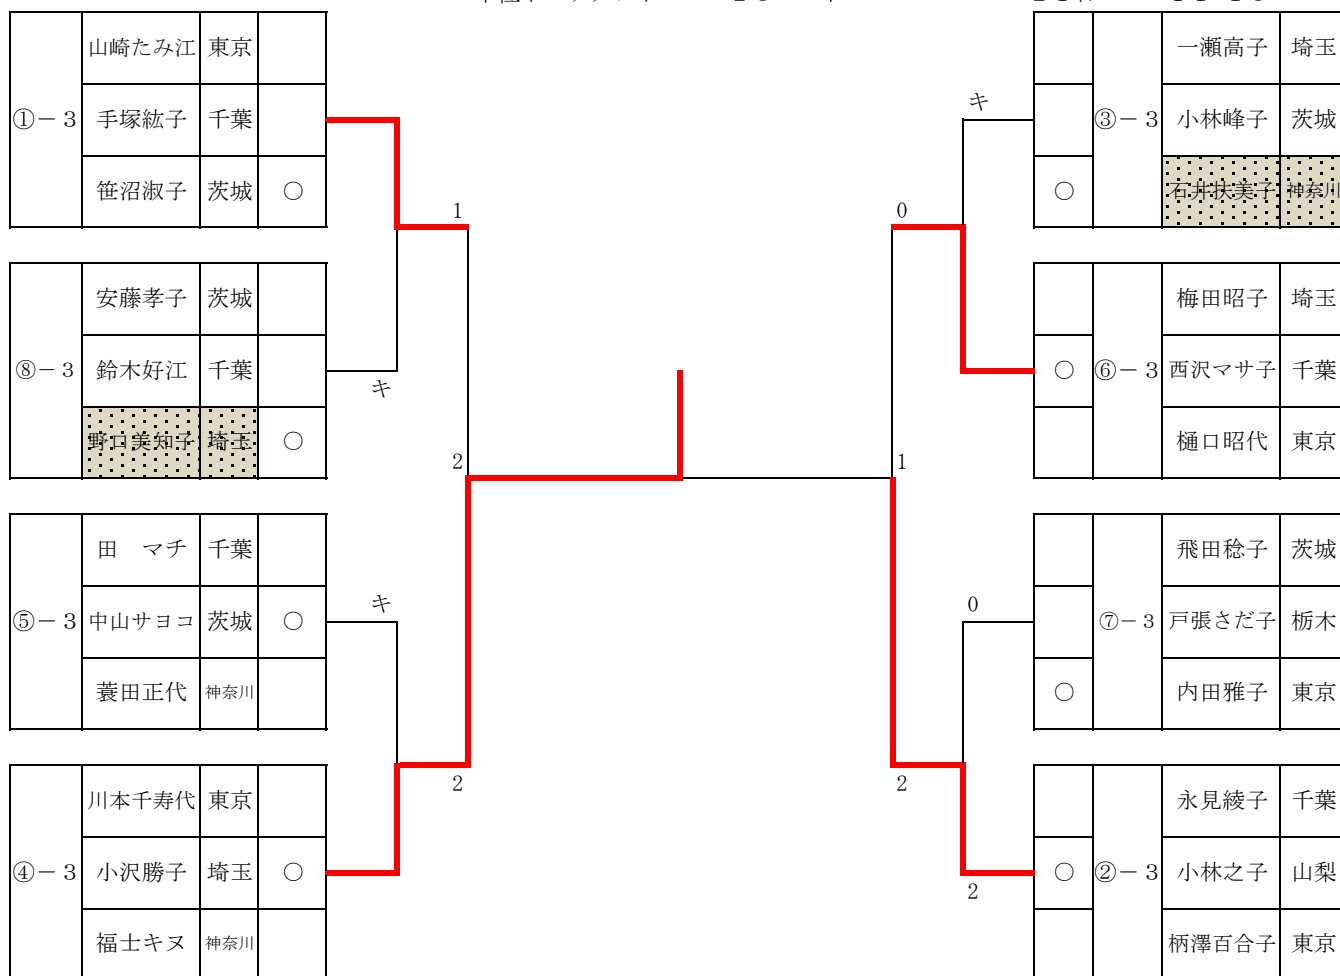 山崎たみ江 東京
①－３ 手塚紘子 千葉
笹沼淑子 茨城 ○
安藤孝子 茨城
⑧－３ 鈴木好江 千葉
野口美知子 埼玉 ○
田　マチ 千葉
⑤－３ 中山サヨコ 茨城 ○
蓑田正代 神奈川
川本千寿代 東京
④－３ 小沢勝子 埼玉 ○
福士キヌ 神奈川
1
キ
2
キ
2
キ
0
1
0
2
2
一瀬高子 埼玉
③－３ 小林峰子 茨城
○ 石井扶美子 神奈川
梅田昭子 埼玉
○ ⑥－３ 西沢マサ子 千葉
樋口昭代 東京
飛田稔子 茨城
⑦－３ 戸張さだ子 栃木
○ 内田雅子 東京
永見綾子 千葉
○ ②－３ 小林之子 山梨
柄澤百合子 東京